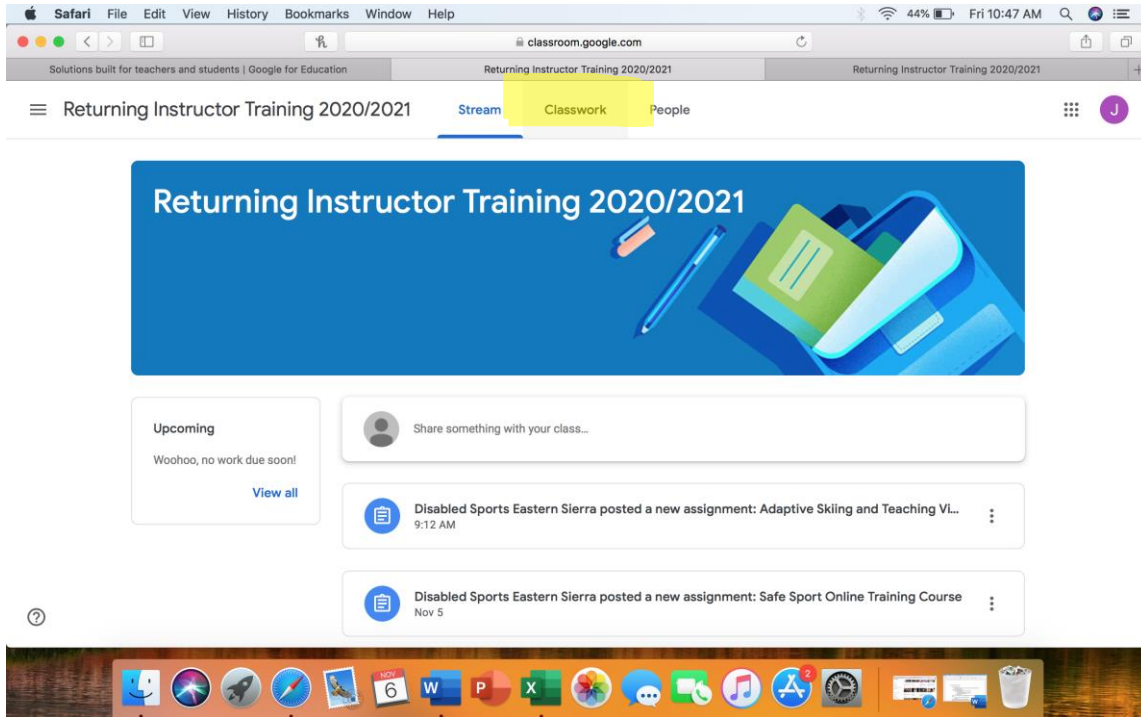 Safari File Edit View History Bookmarks Window Help 44% Fri 10:47 AM
classroom.google.com
Solutions built for teachers and students | Google for Education Returning Instructor Training 2020/2021 Returning Instructor Training 2020/2021
Returning Instructor Training 2020/2021 Stream Classwork People J
Returning Instructor Training 2020/2021
Upcoming
Woohoo, no work due soon!
View all
Share something with your class...
Disabled Sports Eastern Sierra posted a new assignment: Adaptive Skiing and Teaching Vi...
9:12 AM
Disabled Sports Eastern Sierra posted a new assignment: Safe Sport Online Training Course
Nov 5
NOV
6
W
P
X
2